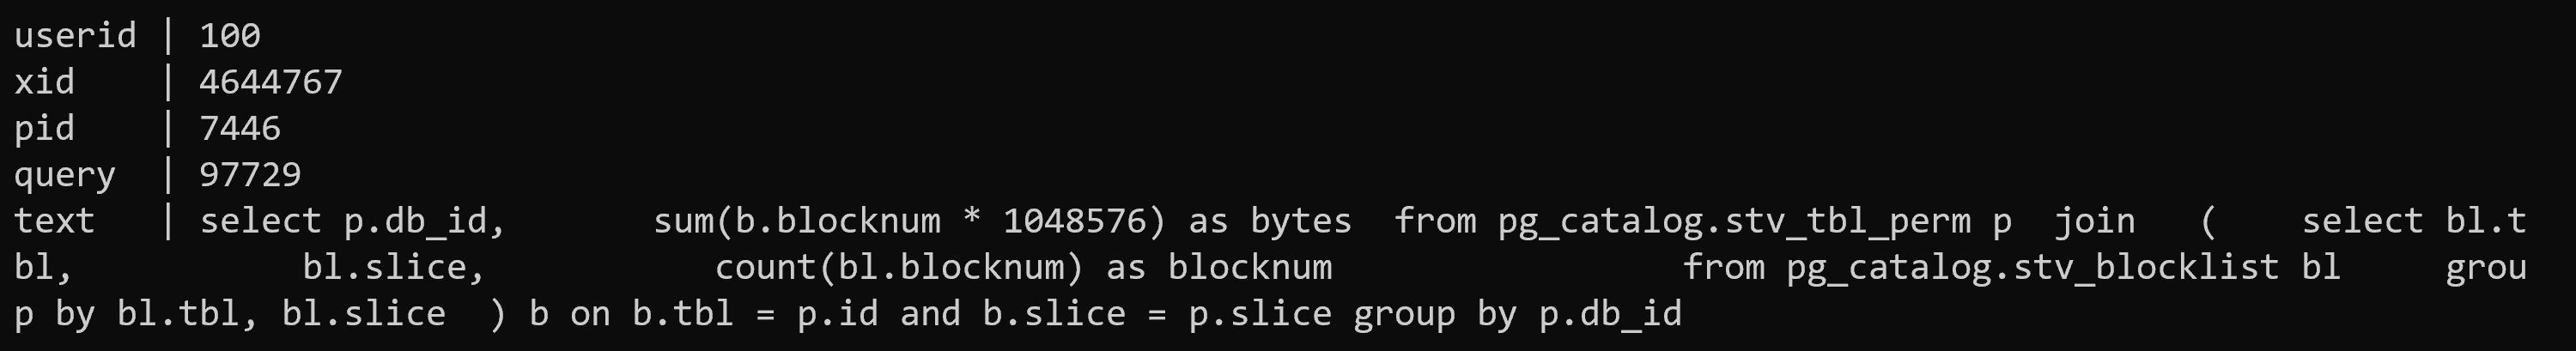 userid | 100
xid    | 4644767
pid    | 7446
query  | 97729
text   | select p.db_id,       sum(b.blocknum * 1048576) as bytes  from pg_catalog.stv_tbl_perm p  join   (    select bl.t
bl,           bl.slice,           count(bl.blocknum) as blocknum                 from pg_catalog.stv_blocklist bl     grou
p by bl.tbl, bl.slice  ) b on b.tbl = p.id and b.slice = p.slice group by p.db_id